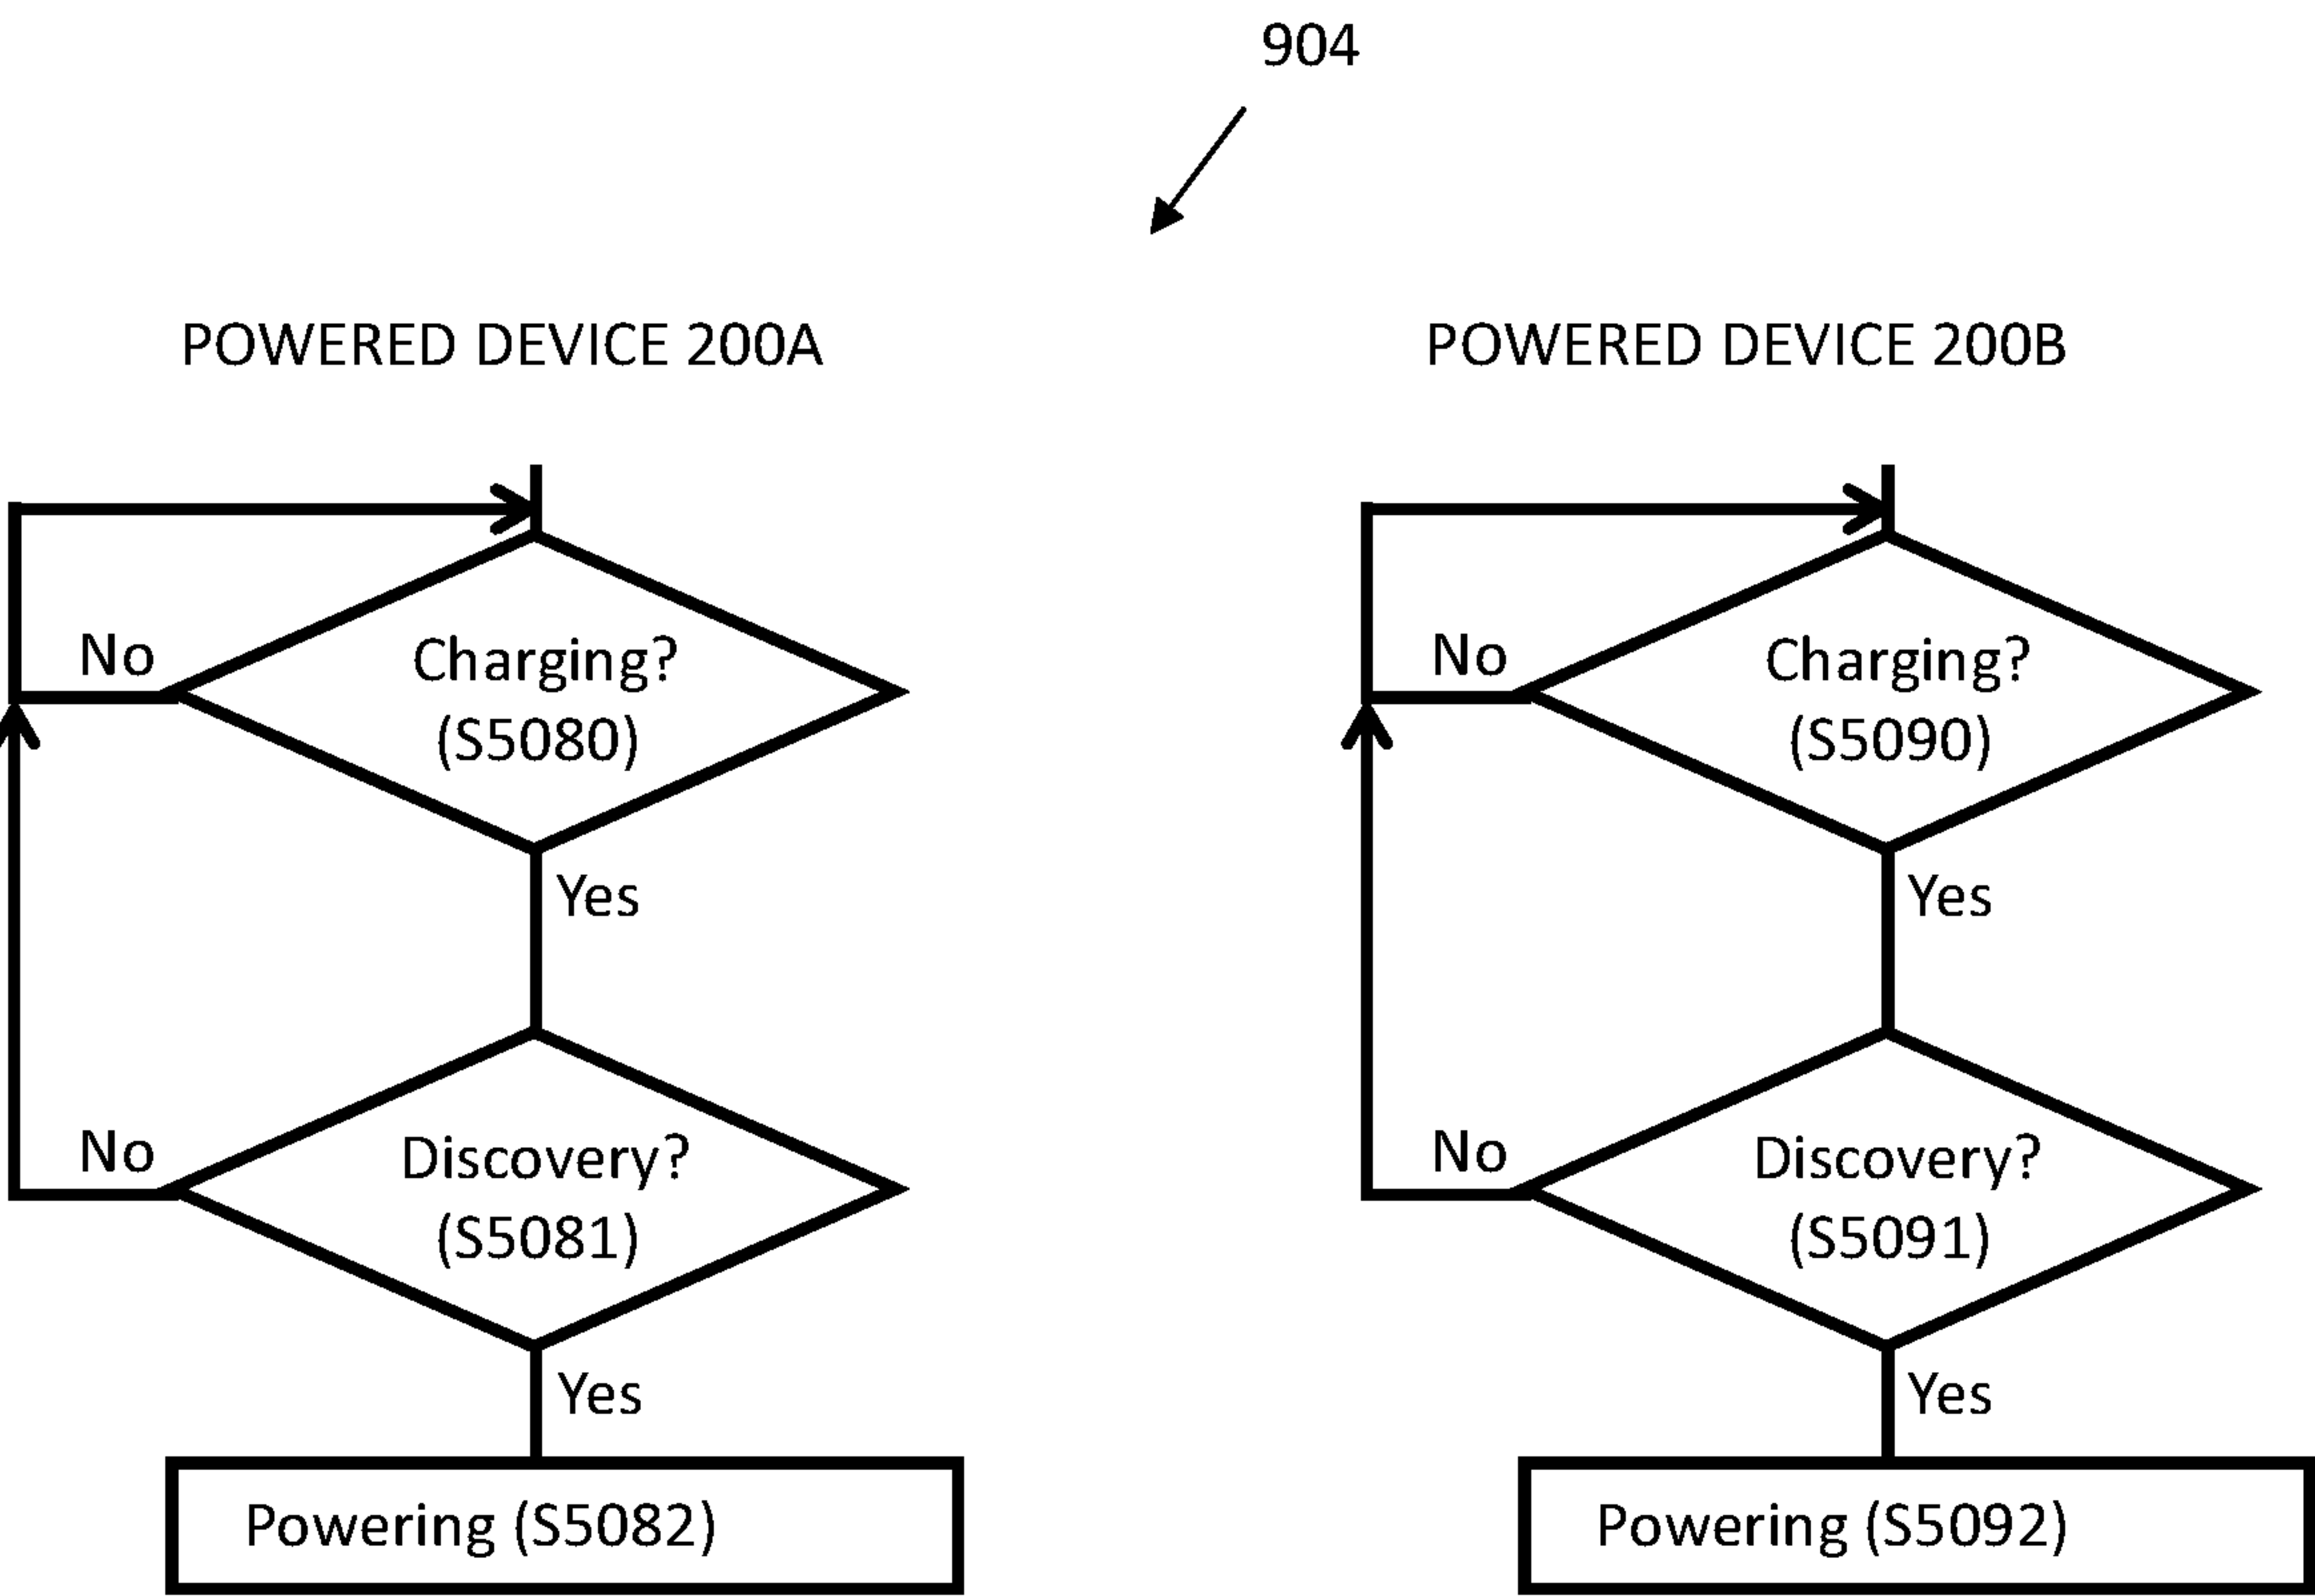 904
POWERED DEVICE 200A
POWERED DEVICE 200B
No
Charging?
(S5080)
Yes
No
Discovery?
(S5081)
Yes
Powering (S5082)
No
Charging?
(S5090)
Yes
No
Discovery?
(S5091)
Yes
Powering (S5092)